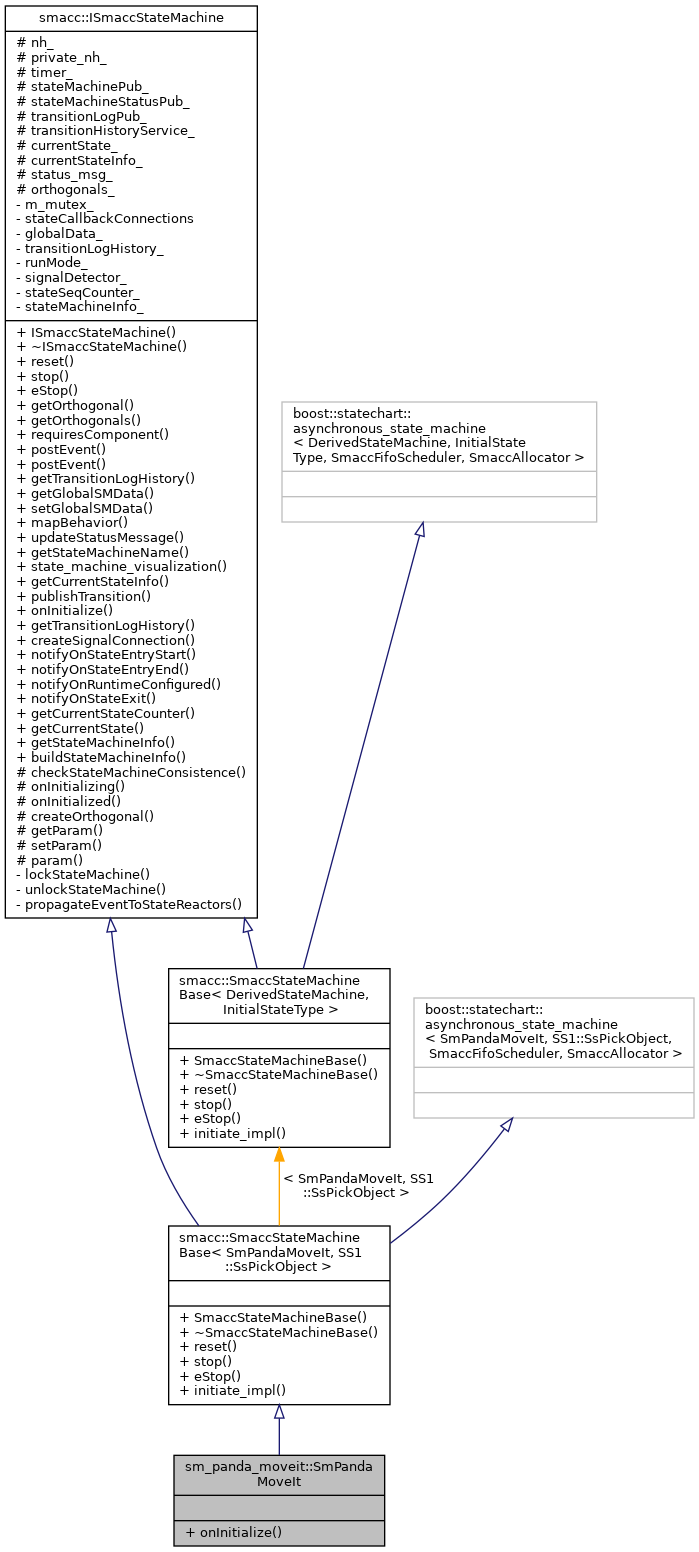 smacc::ISmaccStateMachine
# nh_
# private_nh_
# timer_
# stateMachinePub_
# stateMachineStatusPub_
# transitionLogPub_
# transitionHistoryService_
# currentState_
# currentStateInfo_
# status_msg_
# orthogonals_
- m_mutex_
- stateCallbackConnections
- globalData_
- transitionLogHistory_
- runMode_
- signalDetector_
- stateSeqCounter_
- stateMachineInfo_
+ ISmaccStateMachine()
+ ~ISmaccStateMachine()
+ reset()
+ stop()
+ eStop()
+ getOrthogonal()
+ getOrthogonals()
+ requiresComponent()
+ postEvent()
+ postEvent()
+ getTransitionLogHistory()
+ getGlobalSMData()
+ setGlobalSMData()
+ mapBehavior()
+ updateStatusMessage()
+ getStateMachineName()
+ state_machine_visualization()
+ getCurrentStateInfo()
+ publishTransition()
+ onInitialize()
+ getTransitionLogHistory()
+ createSignalConnection()
+ notifyOnStateEntryStart()
+ notifyOnStateEntryEnd()
+ notifyOnRuntimeConfigured()
+ notifyOnStateExit()
+ getCurrentStateCounter()
+ getCurrentState()
+ getStateMachineInfo()
+ buildStateMachineInfo()
# checkStateMachineConsistence()
# onInitializing()
# onInitialized()
# createOrthogonal()
# getParam()
# setParam()
# param()
- lockStateMachine()
- unlockStateMachine()
- propagateEventToStateReactors()
boost::statechart::
asynchronous_state_machine
< DerivedStateMachine, InitialState
Type, SmaccFifoScheduler, SmaccAllocator >
smacc::SmaccStateMachine
Base< DerivedStateMachine,
InitialStateType >
+ SmaccStateMachineBase()
+ ~SmaccStateMachineBase()
+ reset()
+ stop()
+ eStop()
+ initiate_impl()
boost::statechart::
asynchronous_state_machine
< SmPandaMoveIt, SS1::SsPickObject,
SmaccFifoScheduler, SmaccAllocator >
< SmPandaMoveIt, SS1
::SsPickObject >
smacc::SmaccStateMachine
Base< SmPandaMoveIt, SS1
::SsPickObject >
+ SmaccStateMachineBase()
+ ~SmaccStateMachineBase()
+ reset()
+ stop()
+ eStop()
+ initiate_impl()
sm_panda_moveit::SmPanda
MoveIt
+ onInitialize()